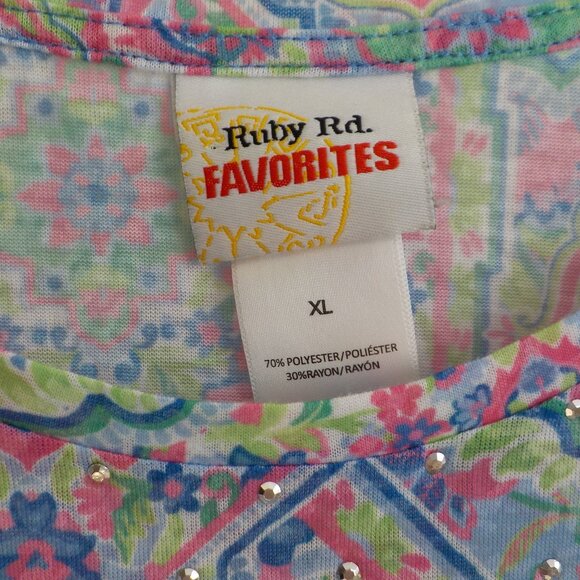 Ruby Rd.
FAVORITES
XL
70% POLYESTER/POLIÉSTER
30%RAYON/RAYÓN